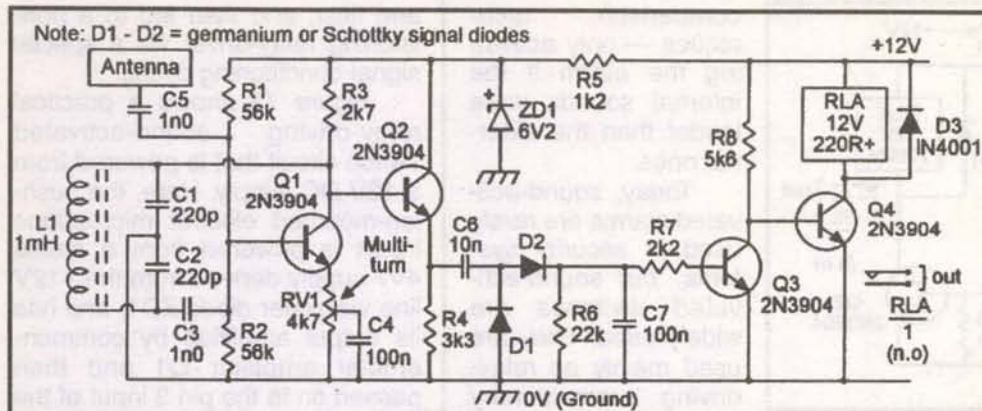 Note: D1 - D2 = germanium or Schottky signal diodes
Antenna
C5
1n0
R1
56k
R3
2k7
Q2
2N3904
Q1
2N3904
L1
1mH
C1
220p
C2
220p
C3
1n0
R2
56k
RV1
4k7
Multi-
turn
C4
100n
R4
3k3
ZD1
6V2
R5
1k2
C6
10n
D2
D1
R7
2k2
R6
22k
C7
100n
R8
5k6
Q3
2N3904
+12V
RLA
12V
220R+
D3
IN4001
Q4
2N3904
out
RLA
(n.o)
0V (Ground)